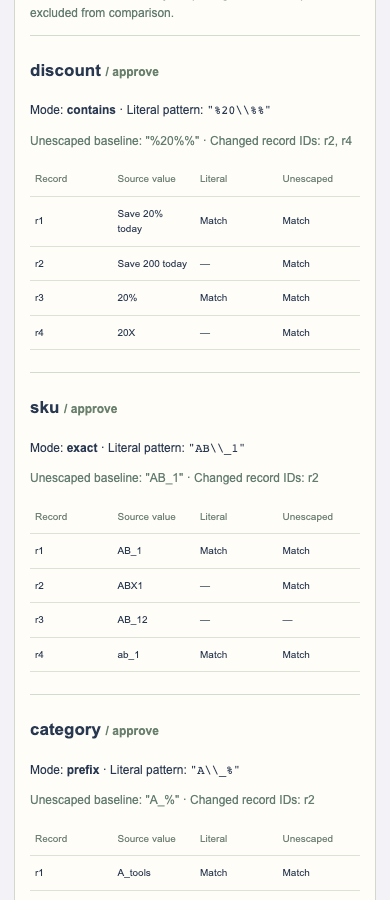 excluded from comparison.
discount / approve
Mode: contains · Literal pattern: "%20\\%%"
Unescaped baseline: "%20%%" · Changed record IDs: r2, r4
Record Source value Literal Unescaped
r1 Save 20% today Match Match
r2 Save 200 today — Match
r3 20% Match Match
r4 20X — Match
sku / approve
Mode: exact · Literal pattern: "AB\\_1"
Unescaped baseline: "AB_1" · Changed record IDs: r2
Record Source value Literal Unescaped
r1 AB_1 Match Match
r2 ABX1 — Match
r3 AB_12 — —
r4 ab_1 Match Match
category / approve
Mode: prefix · Literal pattern: "A\\_%"
Unescaped baseline: "A_%" · Changed record IDs: r2
Record Source value Literal Unescaped
r1 A_tools Match Match